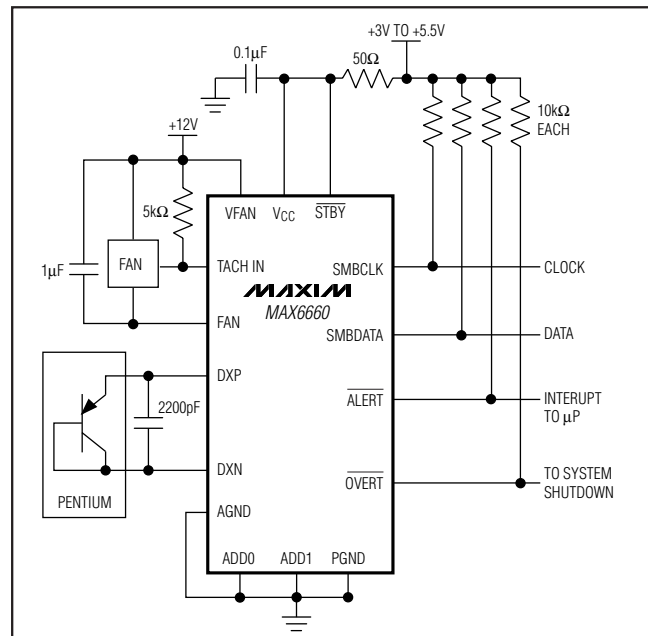 +3V TO +5.5V
0.1µF
50Ω
10kΩ
EACH
+12V
5kΩ
VFAN
VCC
STBY
1µF
FAN
TACH IN
SMBCLK
CLOCK
MAXIM
MAX6660
FAN
SMBDATA
DATA
DXP
2200pF
ALERT
INTERUPT
TO µP
DXN
OVERT
TO SYSTEM
SHUTDOWN
PENTIUM
AGND
ADD0
ADD1
PGND